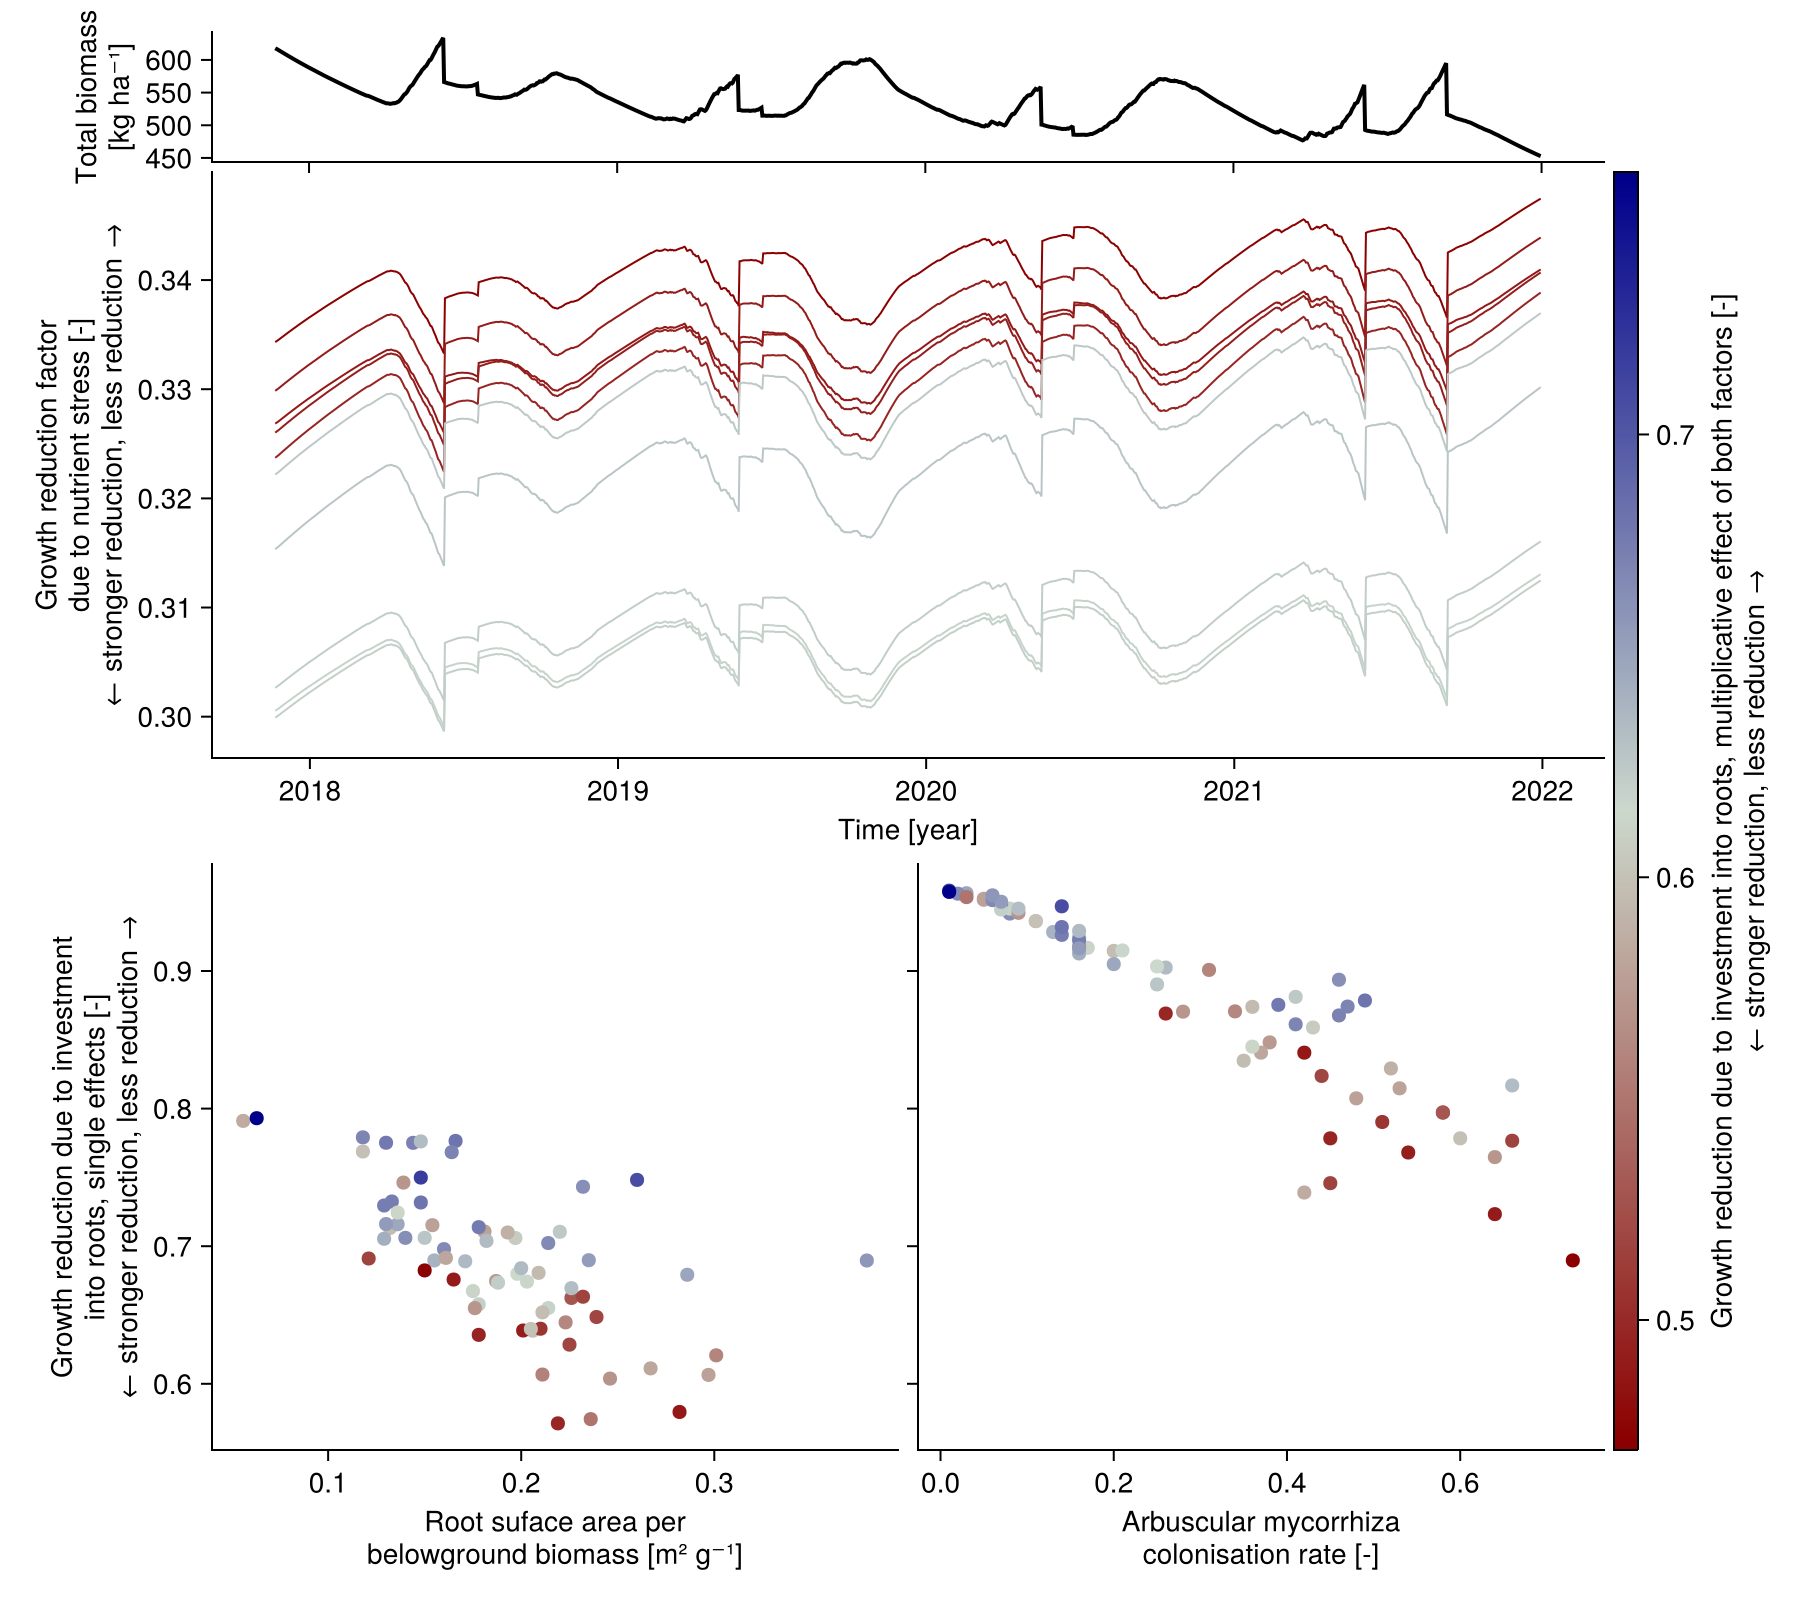 Total biomass
[kg ha⁻¹]
600
550
500
450
Growth reduction factor
due to nutrient stress [-]
← stronger reduction, less reduction →
0.34
0.33
0.32
0.31
0.30
2018
2019
2020
2021
2022
Time [year]
Growth reduction due to investment
into roots, single effects [-]
← stronger reduction, less reduction →
0.9
0.8
0.7
0.6
0.1
0.2
0.3
Root suface area per
belowground biomass [m² g⁻¹]
0.0
0.2
0.4
0.6
Arbuscular mycorrhiza
colonisation rate [-]
0.7
0.6
0.5
Growth reduction due to investment into roots, multiplicative effect of both factors [-]
← stronger reduction, less reduction →